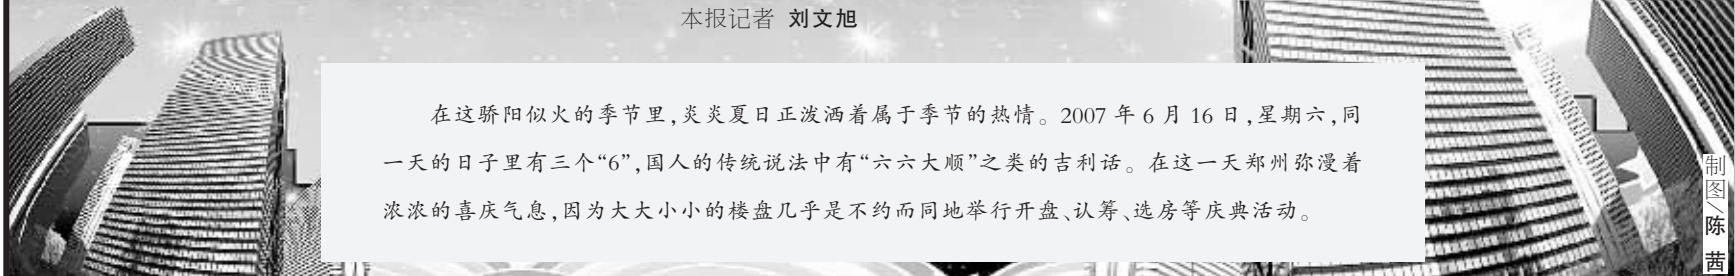 本报记者 刘文旭
在这骄阳似火的季节里,炎炎夏日正泼洒着属于季节的热情。2007 年 6 月 16 日,星期六,同
一天的日子里有三个“6”,国人的传统说法中有“六六大顺”之类的吉利话。在这一天郑州弥漫着
浓浓的喜庆气息,因为大大小小的楼盘几乎是不约而同地举行开盘、认筹、选房等庆典活动。
制图/陈 茜